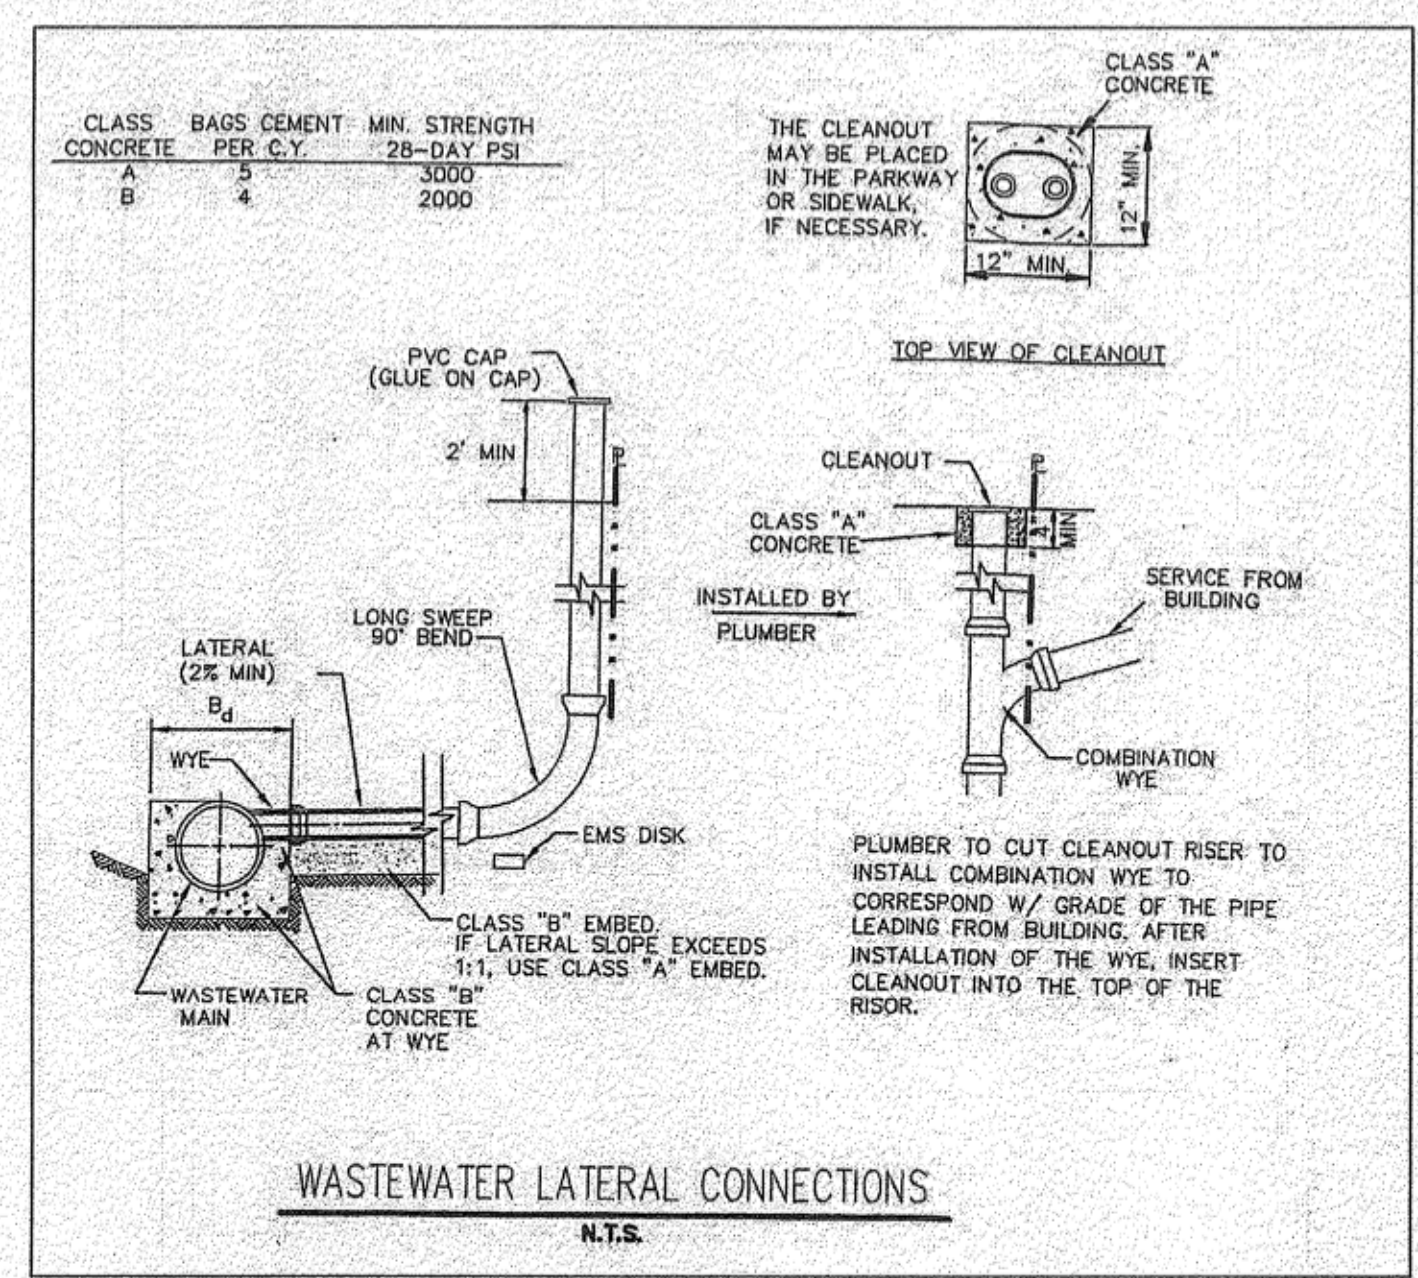 CLASS BAGS CEMENT MIN. STRENGTH
CONCRETE PER C.Y. 28-DAY PSI
A 5 3000
B 4 2000
CLASS "A"
CONCRETE
THE CLEANOUT
MAY BE PLACED
IN THE PARKWAY
OR SIDEWALK,
IF NECESSARY.
12" MIN.
12" MIN.
TOP VIEW OF CLEANOUT
PVC CAP
(GLUE ON CAP)
2' MIN
PL
LONG SWEEP
90° BEND
LATERAL
(2% MIN)
Bd
WYE
EMS DISK
CLASS "B" EMBED.
IF LATERAL SLOPE EXCEEDS
1:1, USE CLASS "A" EMBED.
WASTEWATER
MAIN
CLASS "B"
CONCRETE
AT WYE
INSTALLED BY
PLUMBER
CLEANOUT
PL
CLASS "A"
CONCRETE
4"
MIN
SERVICE FROM
BUILDING
COMBINATION
WYE
PLUMBER TO CUT CLEANOUT RISER TO
INSTALL COMBINATION WYE TO
CORRESPOND W/ GRADE OF THE PIPE
LEADING FROM BUILDING. AFTER
INSTALLATION OF THE WYE, INSERT
CLEANOUT INTO THE TOP OF THE
RISOR.
WASTEWATER LATERAL CONNECTIONS
N.T.S.